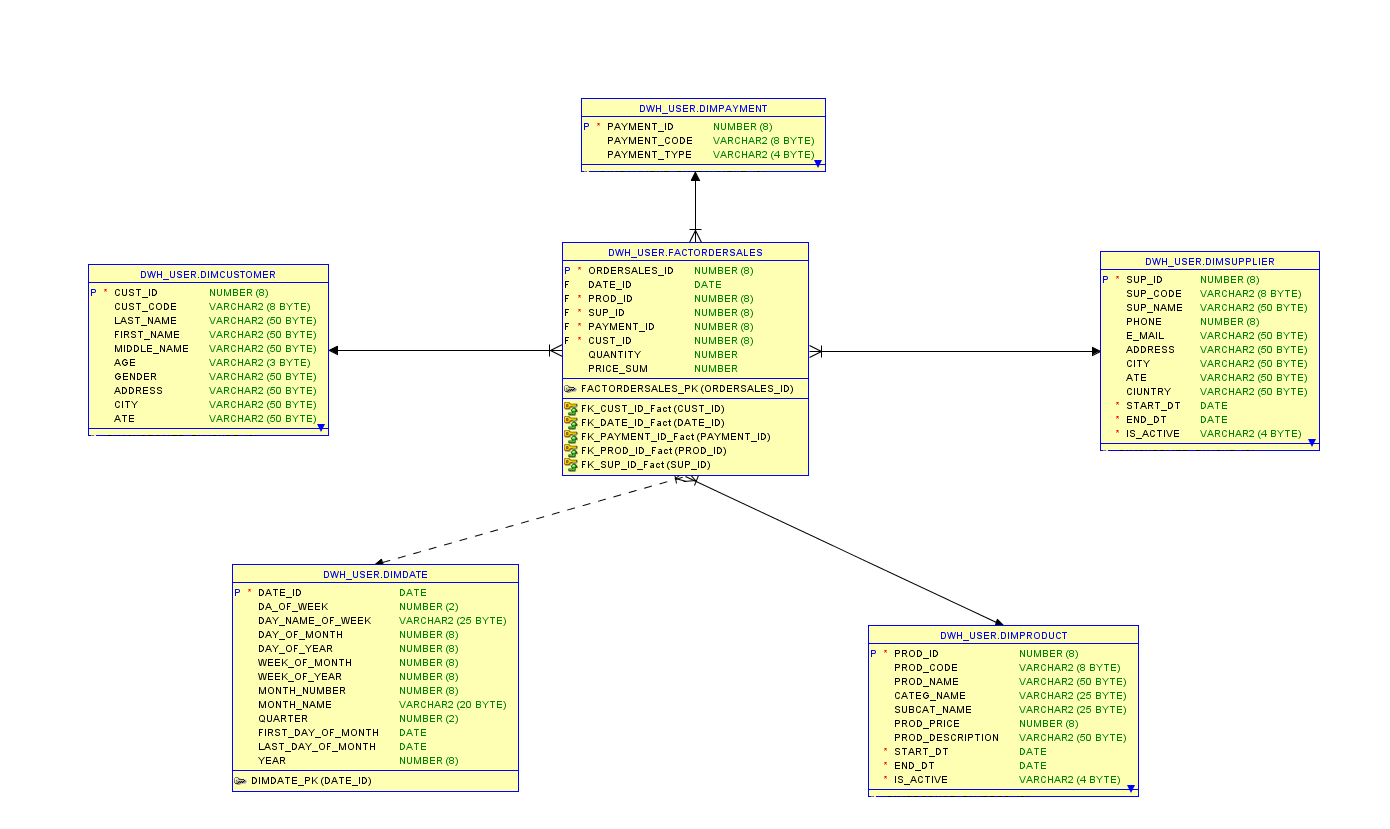 DWH_USER.DIMPAYMENT
P * PAYMENT_ID NUMBER (8)
PAYMENT_CODE VARCHAR2 (8 BYTE)
PAYMENT_TYPE VARCHAR2 (4 BYTE)
DWH_USER.FACTORDERSALES
P * ORDERSALES_ID NUMBER (8)
F DATE_ID DATE
F * PROD_ID NUMBER (8)
F * SUP_ID NUMBER (8)
F * PAYMENT_ID NUMBER (8)
F * CUST_ID NUMBER (8)
QUANTITY NUMBER
PRICE_SUM NUMBER
FACTORDERSALES_PK (ORDERSALES_ID)
FK_CUST_ID_Fact (CUST_ID)
FK_DATE_ID_Fact (DATE_ID)
FK_PAYMENT_ID_Fact (PAYMENT_ID)
FK_PROD_ID_Fact (PROD_ID)
FK_SUP_ID_Fact (SUP_ID)
DWH_USER.DIMCUSTOMER
P * CUST_ID NUMBER (8)
CUST_CODE VARCHAR2 (8 BYTE)
LAST_NAME VARCHAR2 (50 BYTE)
FIRST_NAME VARCHAR2 (50 BYTE)
MIDDLE_NAME VARCHAR2 (50 BYTE)
AGE VARCHAR2 (3 BYTE)
GENDER VARCHAR2 (50 BYTE)
ADDRESS VARCHAR2 (50 BYTE)
CITY VARCHAR2 (50 BYTE)
ATE VARCHAR2 (50 BYTE)
DWH_USER.DIMSUPPLIER
P * SUP_ID NUMBER (8)
SUP_CODE VARCHAR2 (8 BYTE)
SUP_NAME VARCHAR2 (50 BYTE)
PHONE NUMBER (8)
E_MAIL VARCHAR2 (50 BYTE)
ADDRESS VARCHAR2 (50 BYTE)
CITY VARCHAR2 (50 BYTE)
ATE VARCHAR2 (50 BYTE)
CIUNTRY VARCHAR2 (50 BYTE)
* START_DT DATE
* END_DT DATE
* IS_ACTIVE VARCHAR2 (4 BYTE)
DWH_USER.DIMDATE
P * DATE_ID DATE
DA_OF_WEEK NUMBER (2)
DAY_NAME_OF_WEEK VARCHAR2 (25 BYTE)
DAY_OF_MONTH NUMBER (8)
DAY_OF_YEAR NUMBER (8)
WEEK_OF_MONTH NUMBER (8)
WEEK_OF_YEAR NUMBER (8)
MONTH_NUMBER NUMBER (8)
MONTH_NAME VARCHAR2 (20 BYTE)
QUARTER NUMBER (2)
FIRST_DAY_OF_MONTH DATE
LAST_DAY_OF_MONTH DATE
YEAR NUMBER (8)
DIMDATE_PK (DATE_ID)
DWH_USER.DIMPRODUCT
P * PROD_ID NUMBER (8)
PROD_CODE VARCHAR2 (8 BYTE)
PROD_NAME VARCHAR2 (50 BYTE)
CATEG_NAME VARCHAR2 (25 BYTE)
SUBCAT_NAME VARCHAR2 (25 BYTE)
PROD_PRICE NUMBER (8)
PROD_DESCRIPTION VARCHAR2 (50 BYTE)
* START_DT DATE
* END_DT DATE
* IS_ACTIVE VARCHAR2 (4 BYTE)